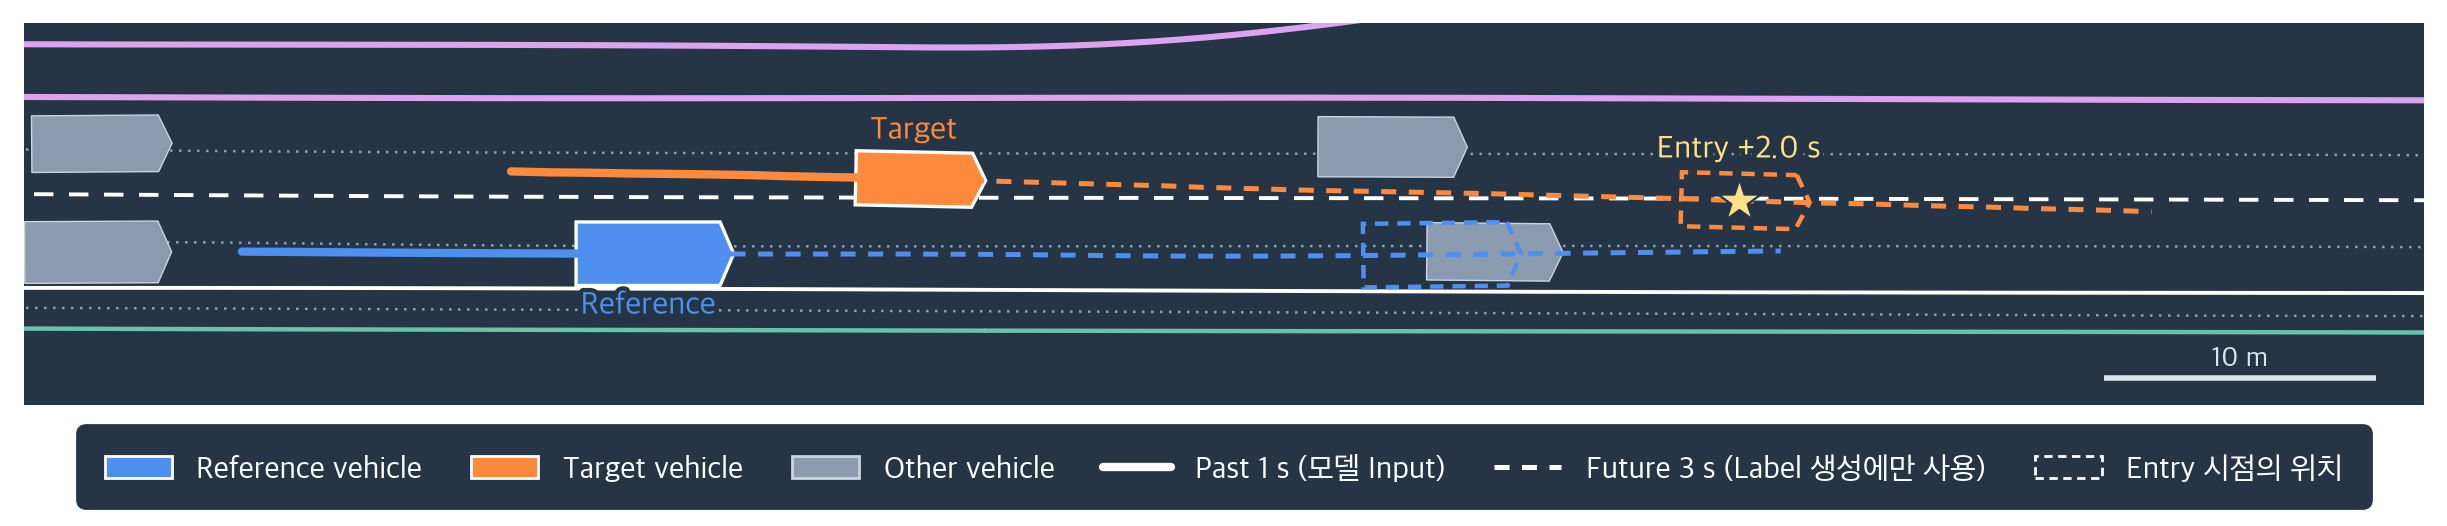 Target
Entry +2.0 s
Reference
10 m
Reference vehicle
Target vehicle
Other vehicle
Past 1 s (모델 Input)
Future 3 s (Label 생성에만 사용)
Entry 시점의 위치